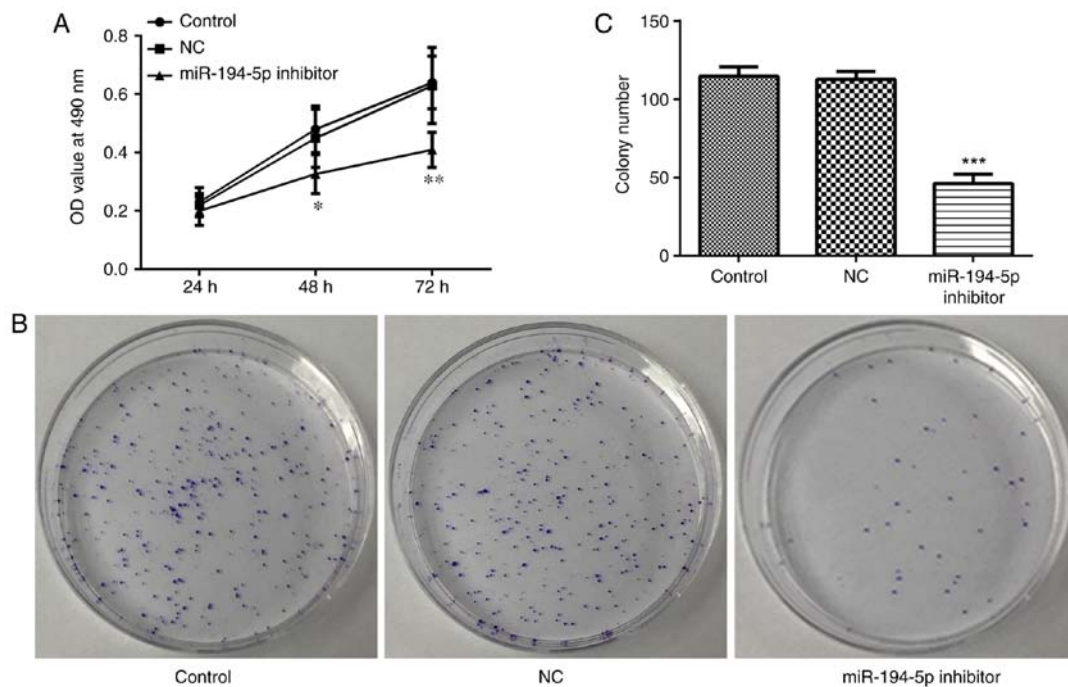 A
Control
NC
miR-194-5p inhibitor
OD value at 490 nm
0.8
0.6
0.4
0.2
0.0
*
**
24 h
48 h
72 h
C
Colony number
150
100
50
0
***
Control
NC
miR-194-5p
inhibitor
B
Control
NC
miR-194-5p inhibitor